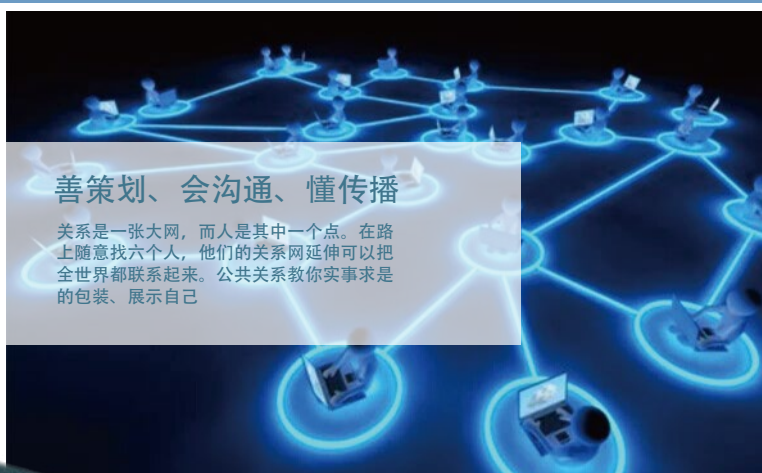 善策划、会沟通、懂传播
关系是一张大网，而人是其中一个点。在路
上随意找六个人，他们的关系网延伸可以把
全世界都联系起来。公共关系教你实事求是
的包装、展示自己